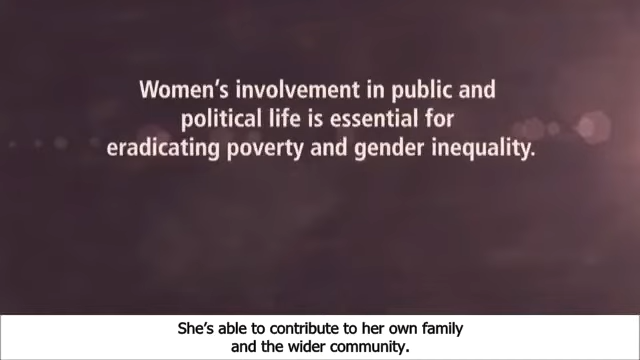 Women's involvement in public and
political life is essential for
eradicating poverty and gender inequality.
She's able to contribute to her own family
and the wider community.